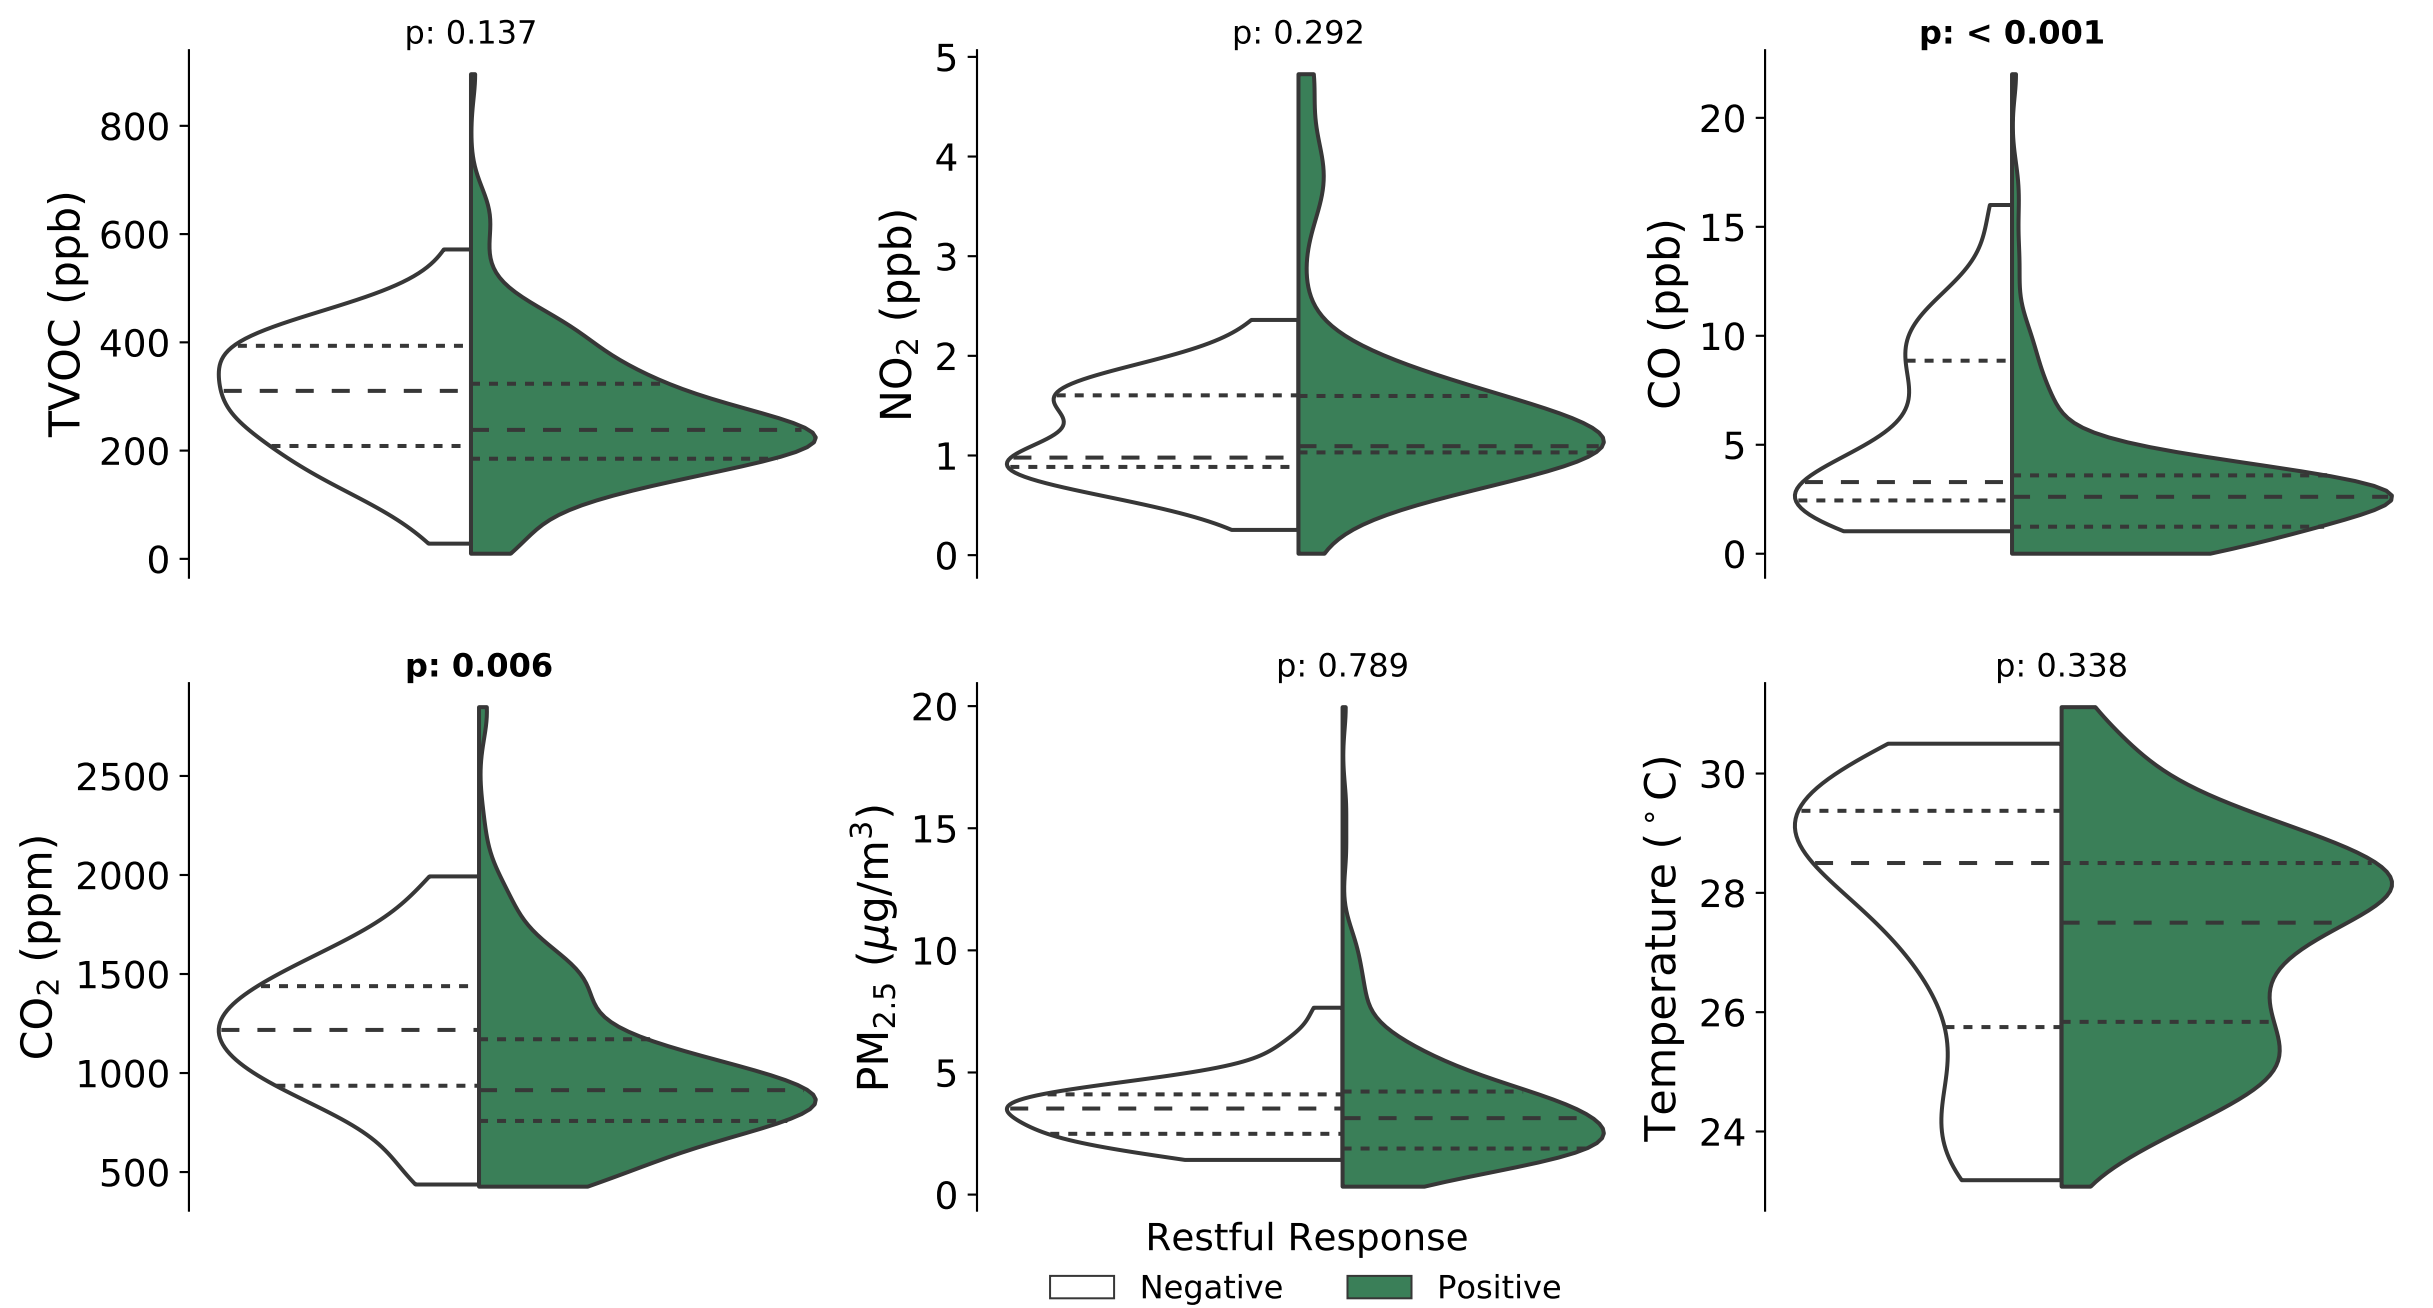 p: 0.137
TVOC (ppb)
800
600
400
200
0
p: 0.292
NO₂ (ppb)
5
4
3
2
1
0
p: < 0.001
CO (ppb)
20
15
10
5
0
p: 0.006
CO₂ (ppm)
2500
2000
1500
1000
500
p: 0.789
PM₂.₅ (μg/m³)
20
15
10
5
0
p: 0.338
Temperature (°C)
30
28
26
24
Restful Response
Negative Positive